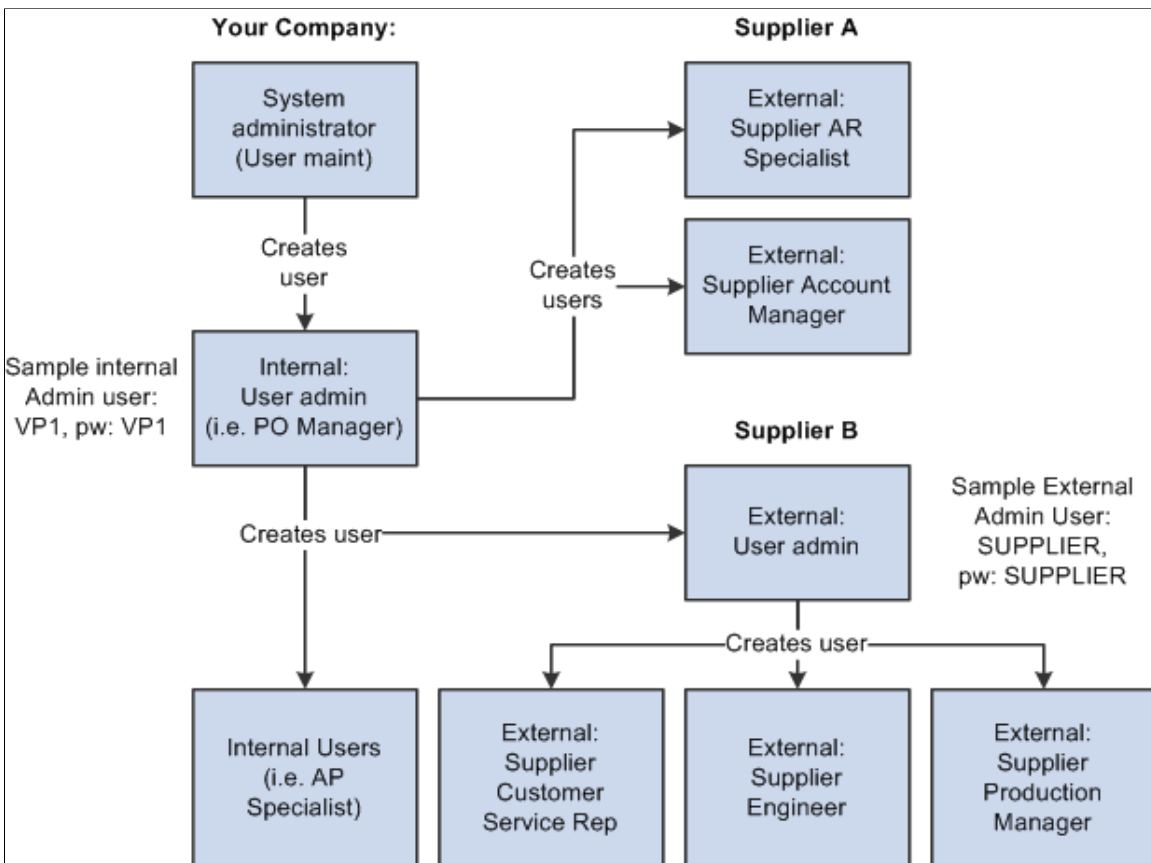 Your Company:
Supplier A
System
administrator
(User maint)
External:
Supplier AR
Specialist
Creates
user
Creates
users
External:
Supplier Account
Manager
Sample internal
Admin user:
VP1, pw: VP1
Internal:
User admin
(i.e. PO Manager)
Supplier B
Creates user
External:
User admin
Sample External
Admin User:
SUPPLIER,
pw: SUPPLIER
Creates user
Internal Users
(i.e. AP
Specialist)
External:
Supplier
Customer
Service Rep
External:
Supplier
Engineer
External:
Supplier
Production
Manager